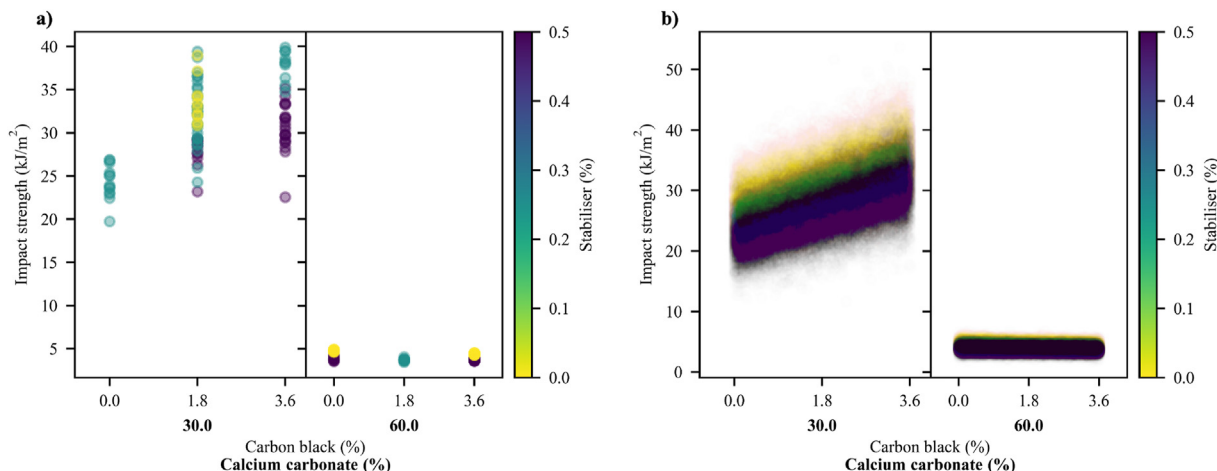 a)
Impact strength (kJ/m²)
40
35
30
25
20
15
10
5
0.0 1.8 3.6 0.0 1.8 3.6
30.0 60.0
Carbon black (%)
Calcium carbonate (%)
0.5
0.4
0.3
0.2
0.1
0.0
Stabiliser (%)
b)
Impact strength (kJ/m²)
50
40
30
20
10
0
0.0 1.8 3.6 0.0 1.8 3.6
30.0 60.0
Carbon black (%)
Calcium carbonate (%)
0.5
0.4
0.3
0.2
0.1
0.0
Stabiliser (%)